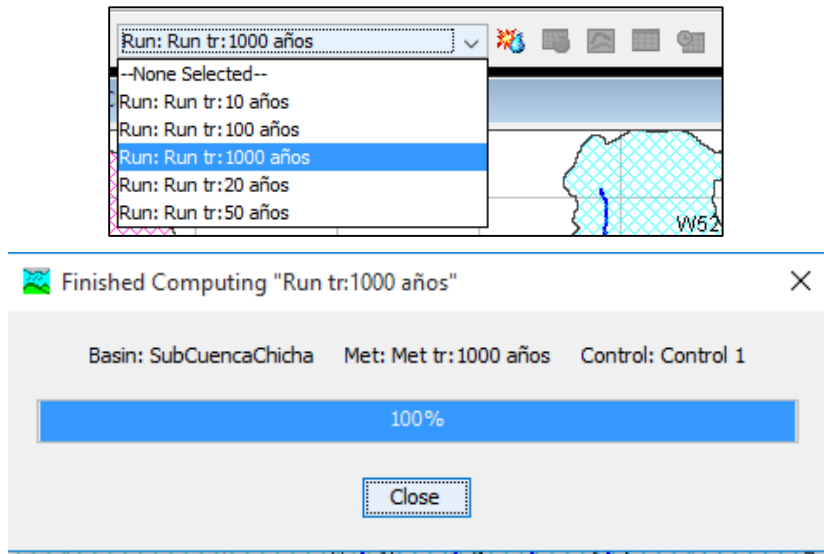 Run: Run tr:1000 años
--None Selected--
Run: Run tr:10 años
Run: Run tr:100 años
Run: Run tr:1000 años
Run: Run tr:20 años
Run: Run tr:50 años
W52
Finished Computing "Run tr:1000 años"
Basin: SubCuencaChicha Met: Met tr:1000 años Control: Control 1
100%
Close